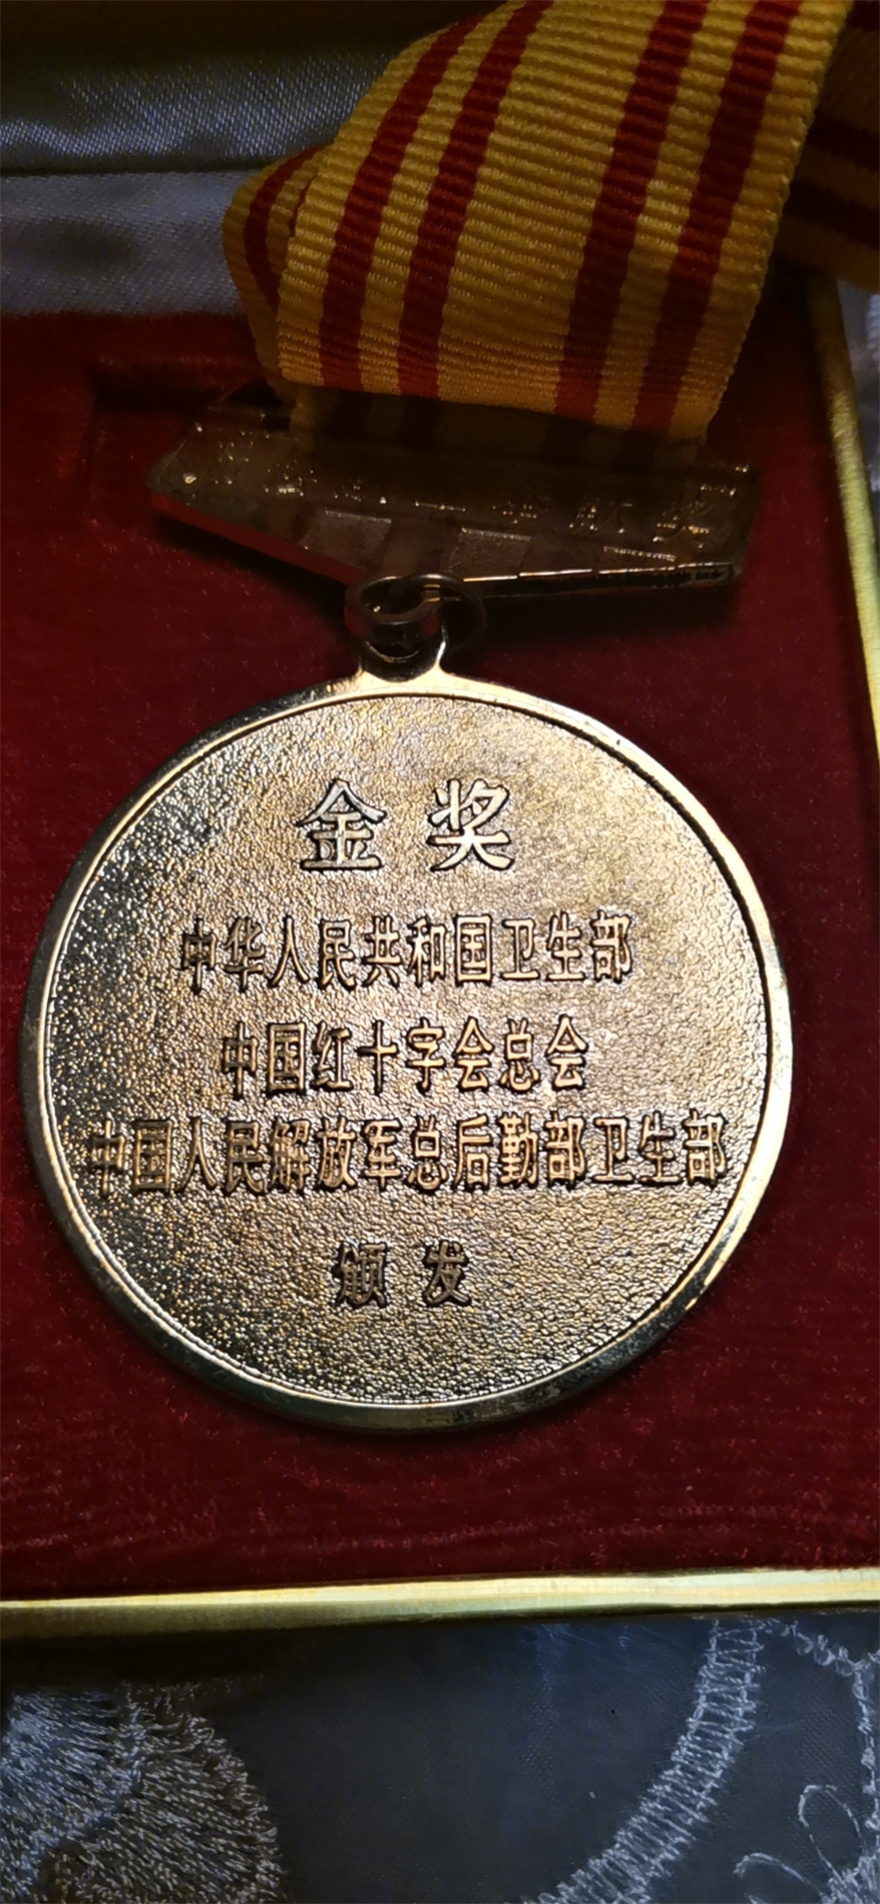 金奖
中华人民共和国卫生部
中国红十字会总会
中国人民解放军总后勤部卫生部
颁发